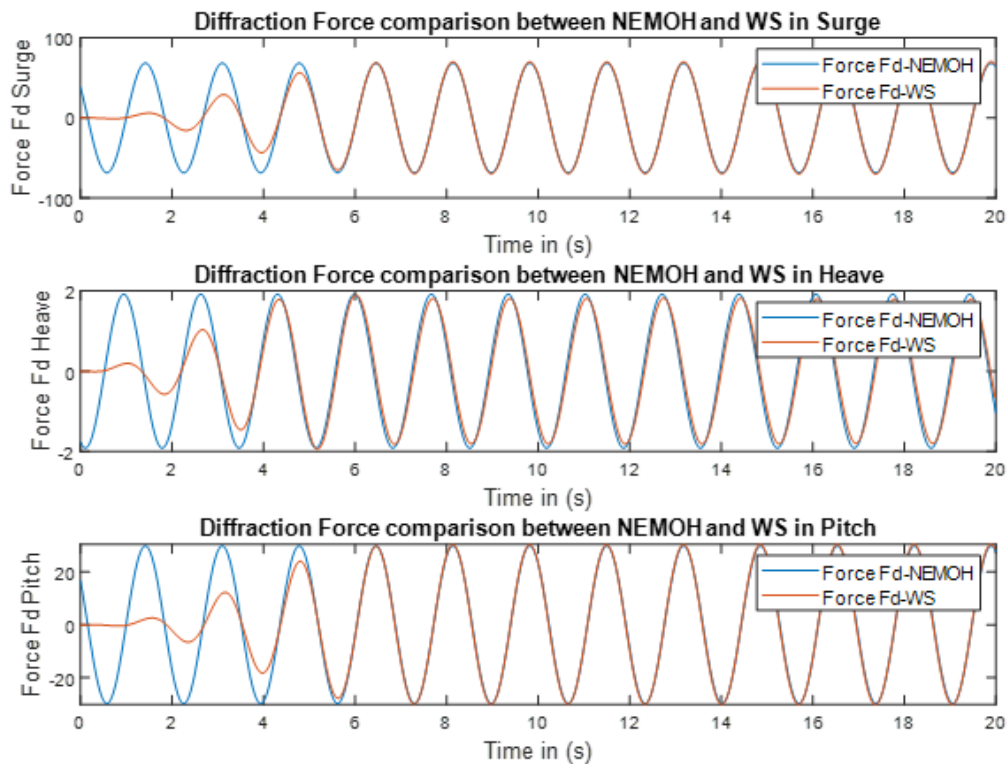 Diffraction Force comparison between NEMOH and WS in Surge
100
0
-100
Force Fd Surge
Force Fd-NEMOH
Force Fd-WS
0 2 4 6 8 10 12 14 16 18 20
Time in (s)
Diffraction Force comparison between NEMOH and WS in Heave
2
0
-2
Force Fd Heave
Force Fd-NEMOH
Force Fd-WS
0 2 4 6 8 10 12 14 16 18 20
Time in (s)
Diffraction Force comparison between NEMOH and WS in Pitch
20
0
-20
Force Fd Pitch
Force Fd-NEMOH
Force Fd-WS
0 2 4 6 8 10 12 14 16 18 20
Time in (s)